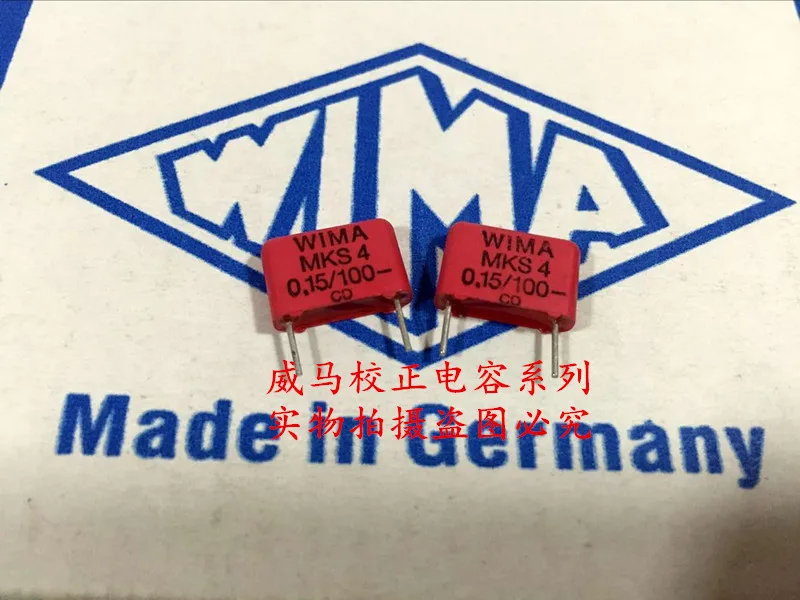 WIMA
WIMA
MKS 4
0,15/100–
CD
WIMA
MKS 4
0,15/100–
CD
威马校正电容系列
实物拍摄盗图必究
Made in Germany